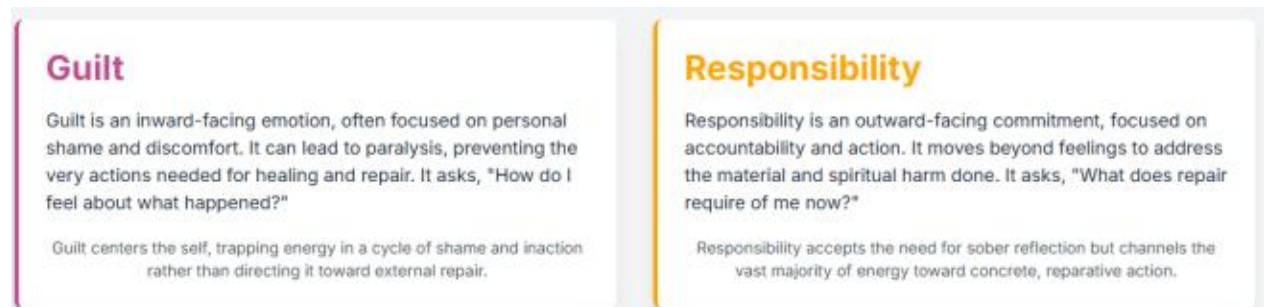 Guilt
Guilt is an inward-facing emotion, often focused on personal
shame and discomfort. It can lead to paralysis, preventing the
very actions needed for healing and repair. It asks, "How do I
feel about what happened?"
Guilt centers the self, trapping energy in a cycle of shame and inaction
rather than directing it toward external repair.
Responsibility
Responsibility is an outward-facing commitment, focused on
accountability and action. It moves beyond feelings to address
the material and spiritual harm done. It asks, "What does repair
require of me now?"
Responsibility accepts the need for sober reflection but channels the
vast majority of energy toward concrete, reparative action.